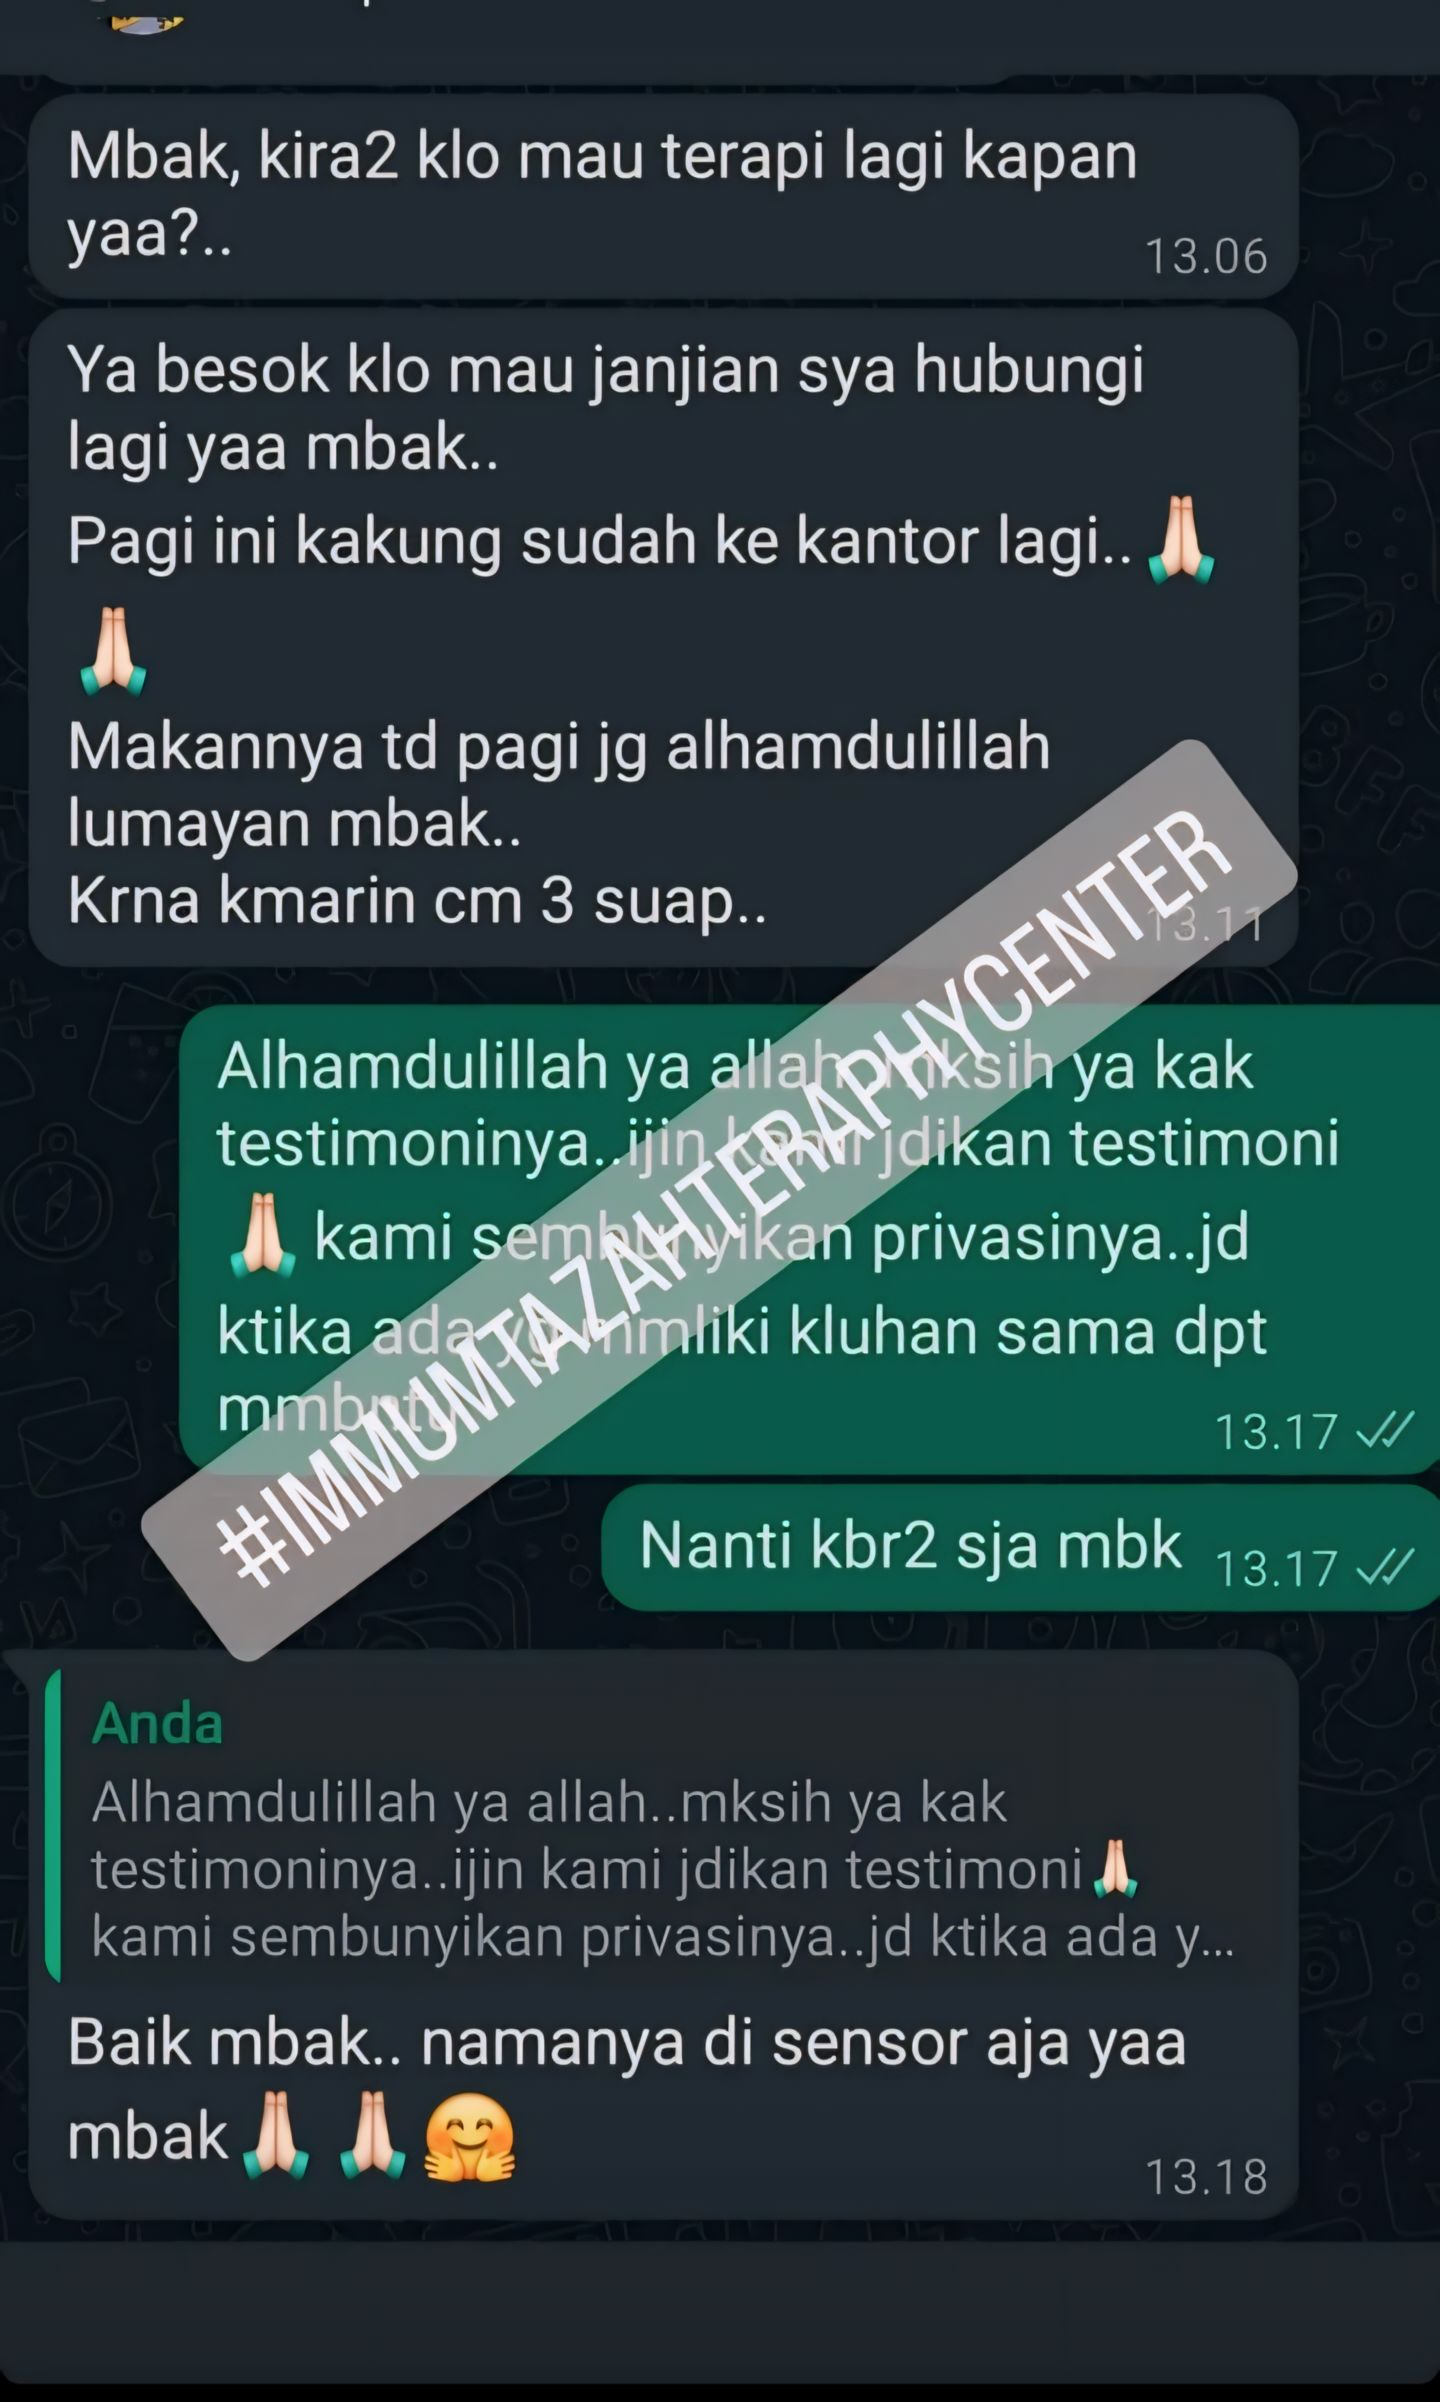 Mbak, kira2 klo mau terapi lagi kapan
yaa?..
13.06
Ya besok klo mau janjian sya hubungi
lagi yaa mbak..
Pagi ini kakung sudah ke kantor lagi..🙏🏻
🙏🏻
Makannya td pagi jg alhamdulillah
lumayan mbak..
Krna kmarin cm 3 suap..
13.11
Alhamdulillah ya allah..mksih ya kak
testimoninya..ijin kami jdikan testimoni
🙏🏻 kami sembunyikan privasinya..jd
ktika ada yg mmliki kluhan sama dpt
mmbntu
13.17
#IMMUMTAZAHTERAPHYCENTER
Nanti kbr2 sja mbk
13.17
Anda
Alhamdulillah ya allah..mksih ya kak
testimoninya..ijin kami jdikan testimoni🙏🏻
kami sembunyikan privasinya..jd ktika ada y...
Baik mbak.. namanya di sensor aja yaa
mbak🙏🏻🙏🏻🤗
13.18